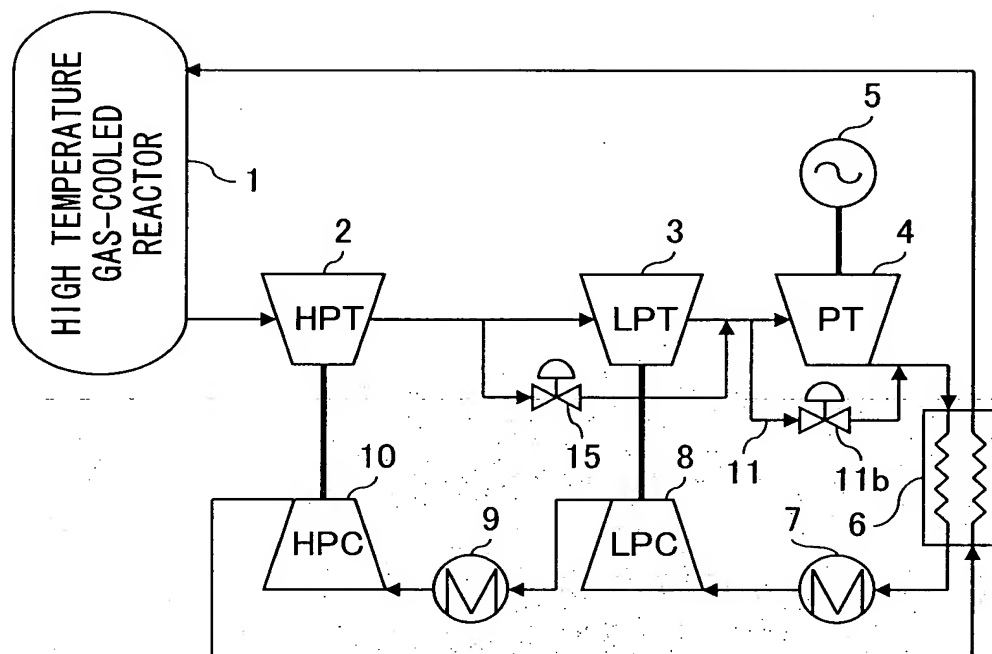 HIGH TEMPERATURE
GAS-COOLED
REACTOR
1
5
2
3
4
HPT
LPT
PT
15
11
11b
10
8
9
7
6
HPC
LPC